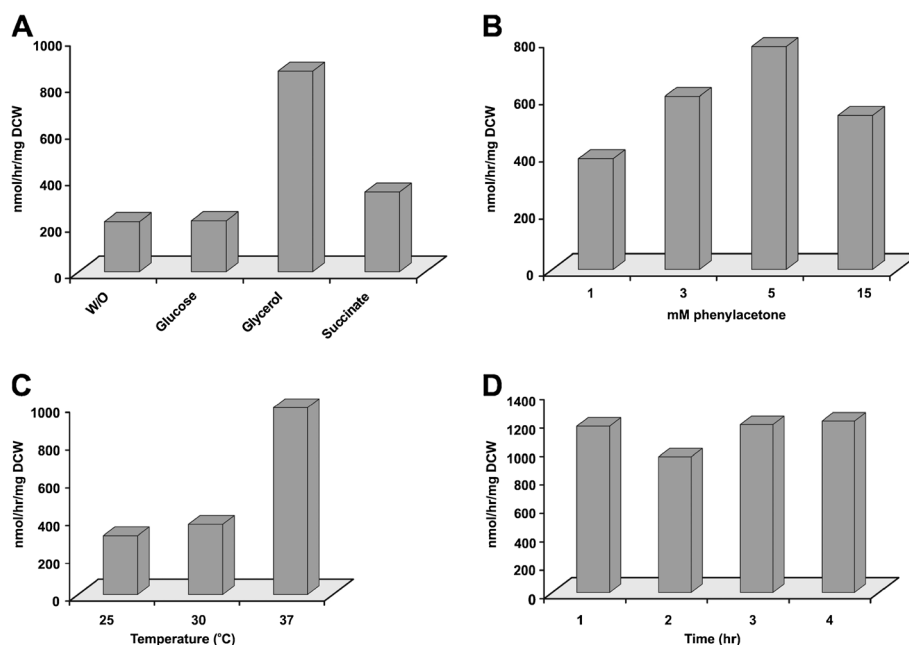 A
1000
800
600
400
200
0
nmol/hr/mg DCW
W/O
Glucose
Glycerol
Succinate
B
800
600
400
200
0
nmol/hr/mg DCW
1 3 5 15
mM phenylacetone
C
1000
800
600
400
200
0
nmol/hr/mg DCW
25 30 37
Temperature (°C)
D
1400
1200
1000
800
600
400
200
0
nmol/hr/mg DCW
1 2 3 4
Time (hr)